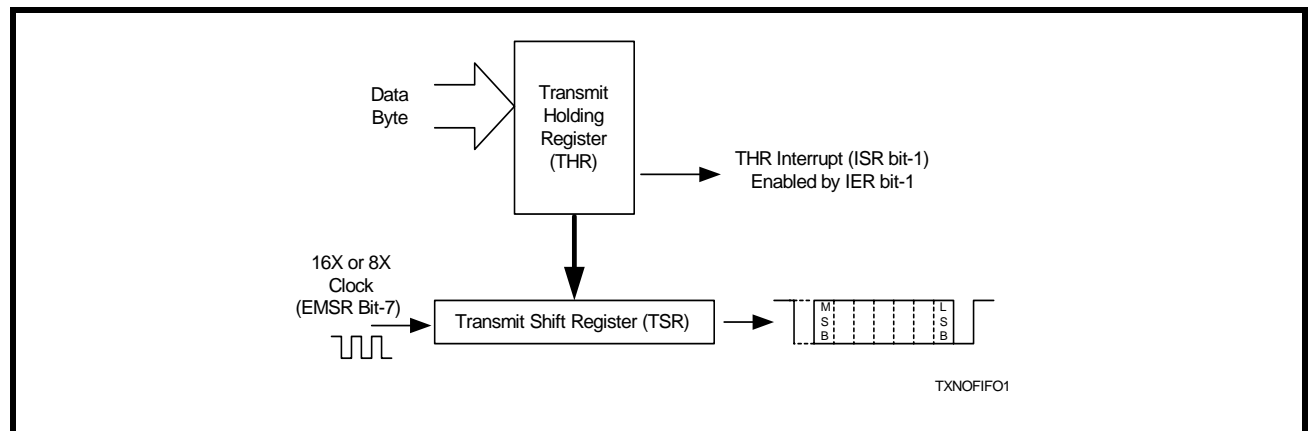 Data
Byte
Transmit
Holding
Register
(THR)
THR Interrupt (ISR bit-1)
Enabled by IER bit-1
16X or 8X
Clock
(EMSR Bit-7)
Transmit Shift Register (TSR)
M
S
B
L
S
B
TXNOFIFO1